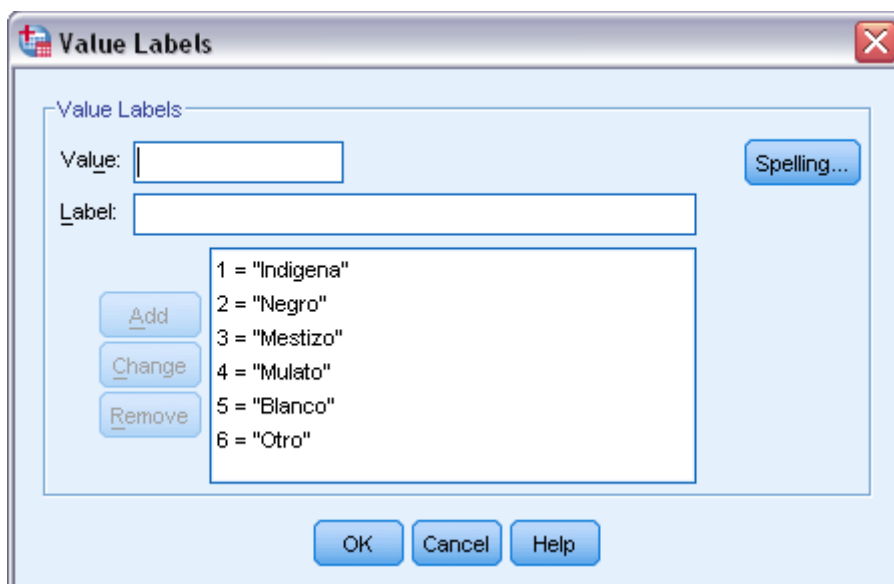 Value Labels
Value Labels
Value:
Spelling...
Label:
1 = "Indigena"
2 = "Negro"
3 = "Mestizo"
4 = "Mulato"
5 = "Blanco"
6 = "Otro"
Add
Change
Remove
OK Cancel Help